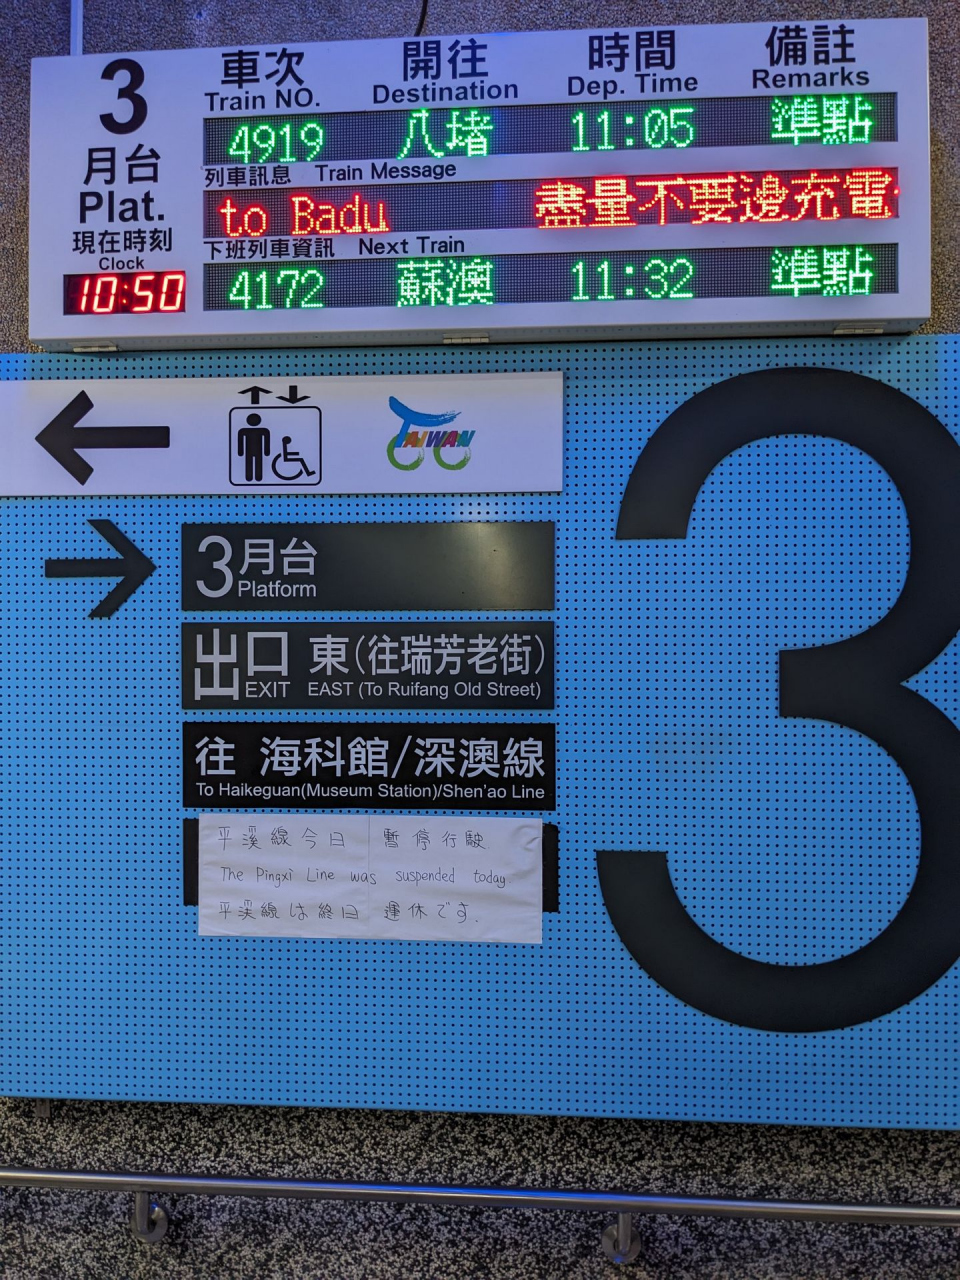 3
月台
Plat.
現在時刻
Clock
10:50
車次 開往 時間 備註
Train NO. Destination Dep. Time Remarks
4919 八堵 11:05 準點
列車訊息 Train Message
to Badu 盡量不要邊充電
下班列車資訊 Next Train
4172 蘇澳 11:32 準點
TAIWAN
3
3月台
Platform
出口 東(往瑞芳老街)
EXIT EAST (To Ruifang Old Street)
往 海科館/深澳線
To Haikeguan(Museum Station)/Shen'ao Line
平溪線今日 暫停行駛
The Pingxi Line was suspended today.
平溪線は終日 運休です.